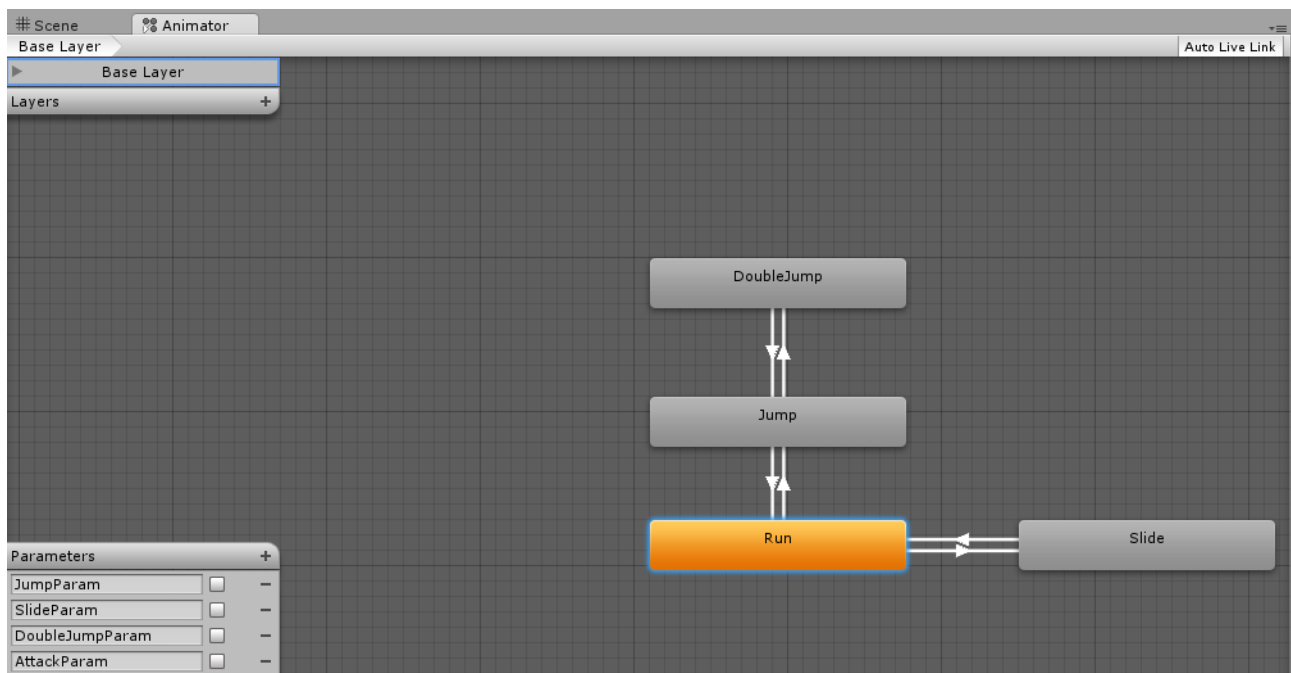 Scene
Animator
Base Layer
Auto Live Link
Base Layer
Layers
DoubleJump
Jump
Run
Slide
Parameters
JumpParam
SlideParam
DoubleJumpParam
AttackParam